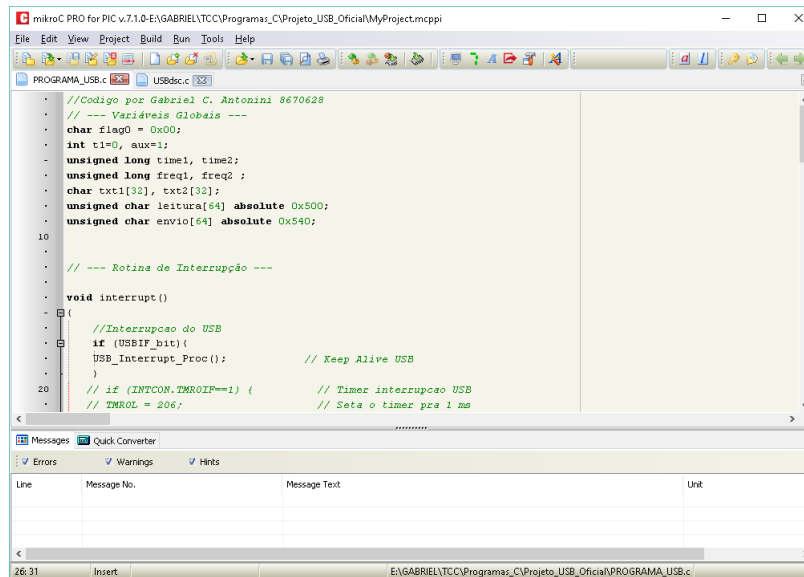 mikroC PRO for PIC v.7.1.0-E:\GABRIEL\TCC\Programas_C\Projeto_USB_Oficial\MyProject.mcppi
File Edit View Project Build Run Tools Help
PROGRAMA_USB.c USBdsc.c
//Codigo por Gabriel C. Antonini 8670628
// --- Variáveis Globais ---
char flag0 = 0x00;
int t1=0, aux=1;
unsigned long time1, time2;
unsigned long freq1, freq2 ;
char txt1[32], txt2[32];
unsigned char leitura[64] absolute 0x500;
unsigned char envio[64] absolute 0x540;
10
// --- Rotina de Interrupção ---
void interrupt()
{
//Interrupcao do USB
if (USBIF_bit){
USB_Interrupt_Proc(); // Keep Alive USB
}
20 // if (INTCON.TMR0IF==1) { // Timer interrupcao USB
// TMR0L = 206; // Seta o timer pra 1 ms
Messages Quick Converter
Errors Warnings Hints
Line Message No. Message Text Unit
26: 31 Insert E:\GABRIEL\TCC\Programas_C\Projeto_USB_Oficial\PROGRAMA_USB.c